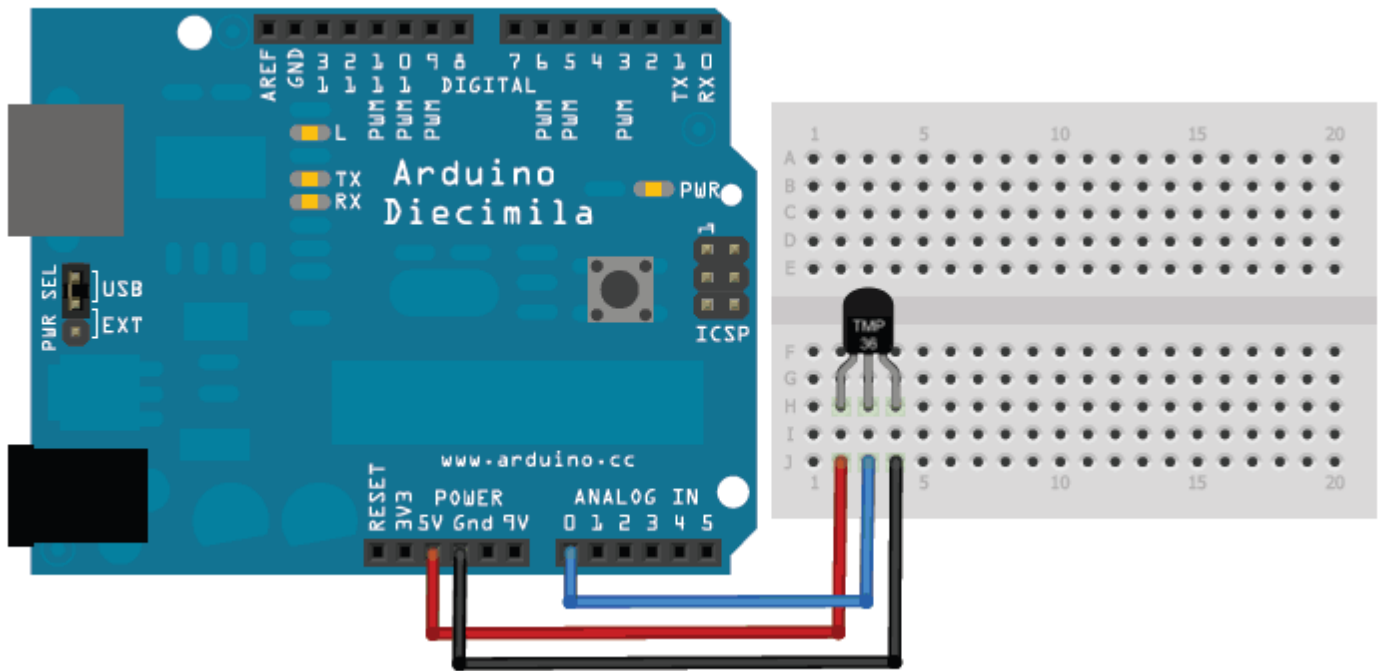 AREF GND 13 12 11 10 9 8 7 6 5 4 3 2 1 0
DIGITAL
TX RX
PWM PWM PWM PWM PWM PWM
L
TX
RX
Arduino
Diecimila
PWR
1
ICSP
PWR SEL
USB
EXT
www.arduino.cc
POWER
ANALOG IN
RESET 3V3 5V Gnd 9V
0 1 2 3 4 5
1 5 10 15 20
A
B
C
D
E
TMP
36
F
G
H
I
J
1 5 10 15 20